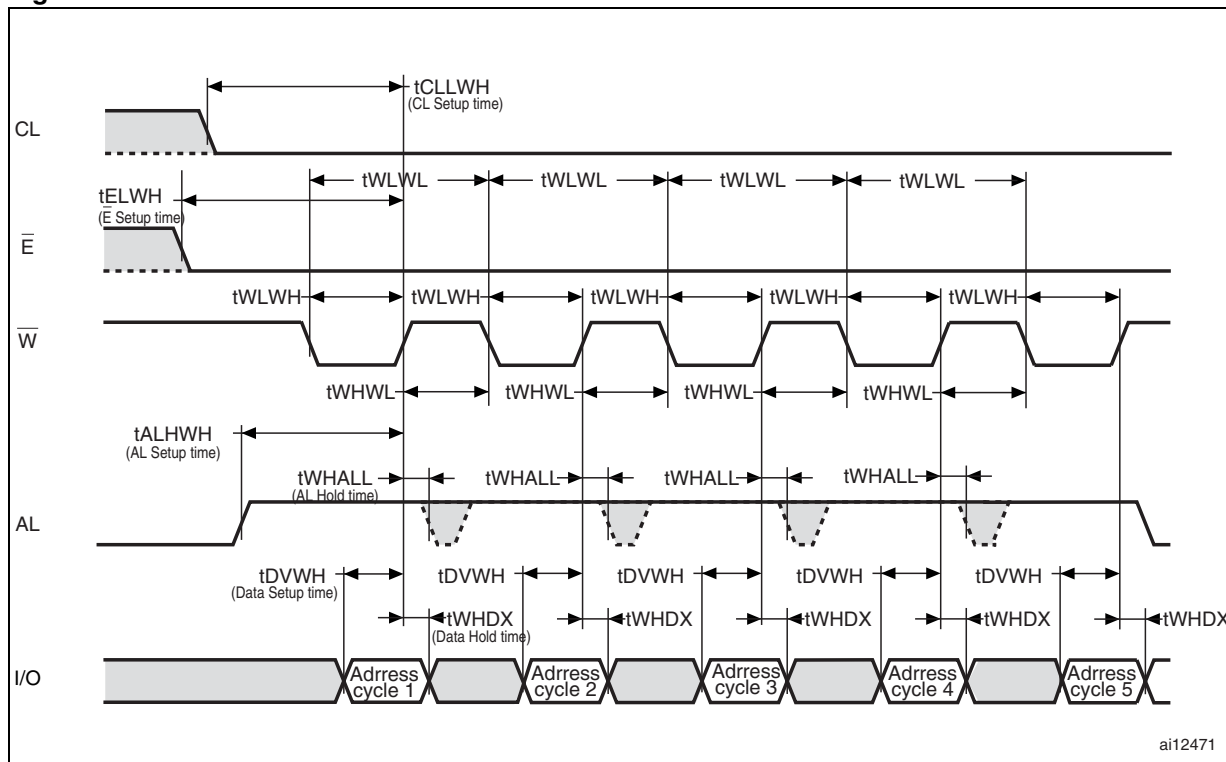 tCLLWH
(CL Setup time)
CL
tWLWL tWLWL tWLWL tWLWL
tELWH
(E̅ Setup time)
E̅
tWLWH tWLWH tWLWH tWLWH tWLWH
W̅
tWHWL tWHWL tWHWL tWHWL
tALHWH
(AL Setup time)
tWHALL tWHALL tWHALL tWHALL
(AL Hold time)
AL
tDVWH tDVWH tDVWH tDVWH tDVWH
(Data Setup time)
tWHDX tWHDX tWHDX tWHDX tWHDX
(Data Hold time)
I/O
Adrress Adrress Adrress Adrress Adrress
cycle 1 cycle 2 cycle 3 cycle 4 cycle 5
ai12471